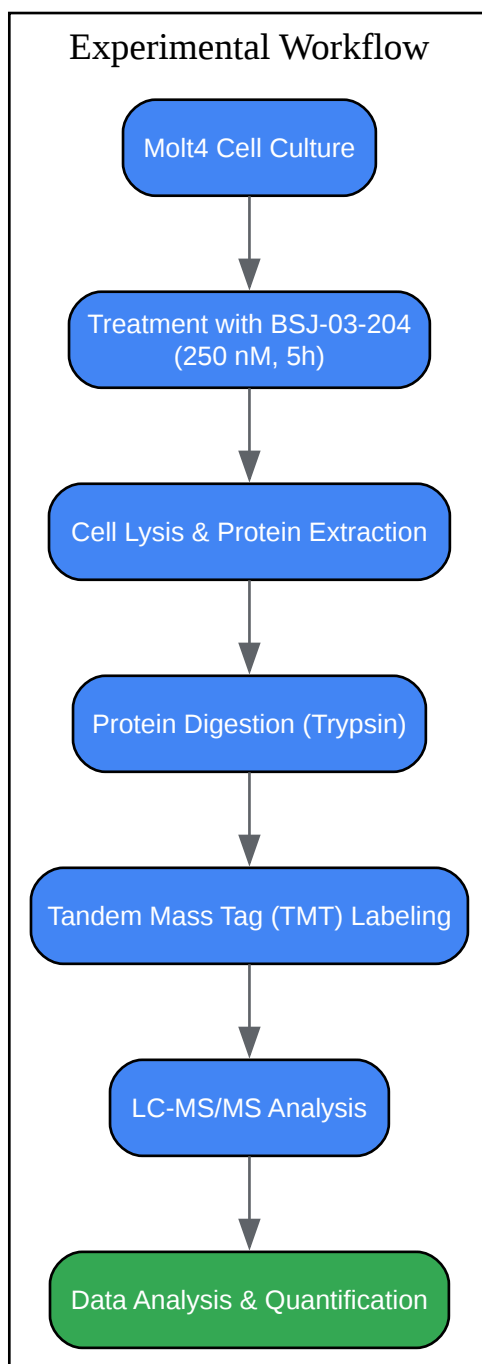 Experimental Workflow
Molt4 Cell Culture
Treatment with BSJ-03-204
(250 nM, 5h)
Cell Lysis & Protein Extraction
Protein Digestion (Trypsin)
Tandem Mass Tag (TMT) Labeling
LC-MS/MS Analysis
Data Analysis & Quantification